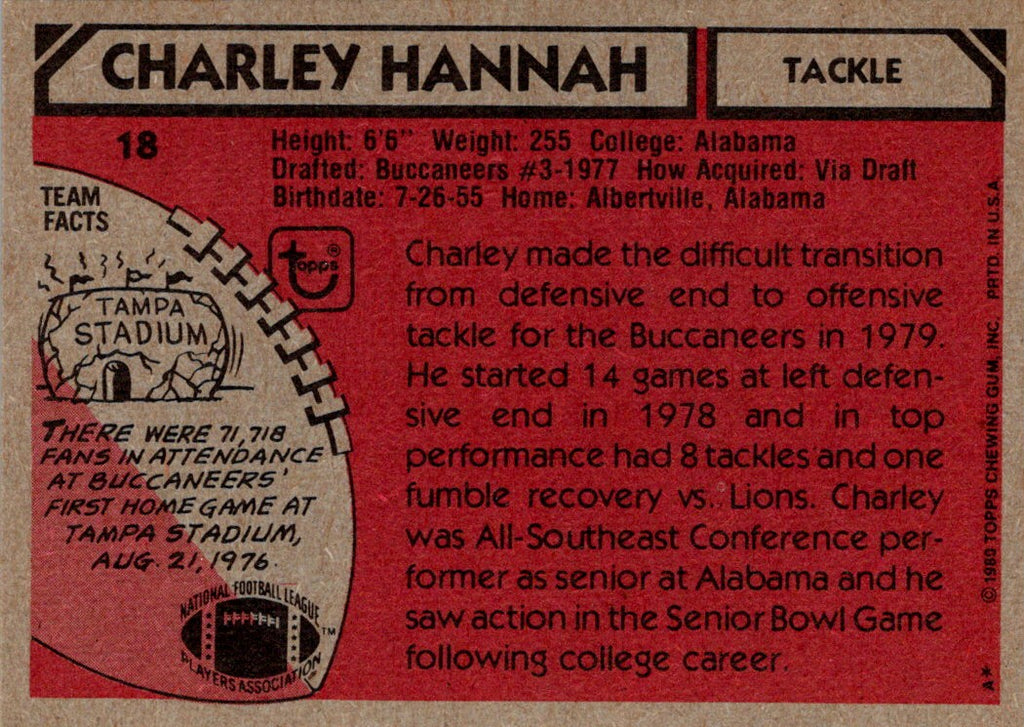 CHARLEY HANNAH
TACKLE
18
Height: 6'6" Weight: 255 College: Alabama
Drafted: Buccaneers #3-1977 How Acquired: Via Draft
Birthdate: 7-26-55 Home: Albertville, Alabama
TEAM
FACTS
TAMPA
STADIUM
THERE WERE 71,718
FANS IN ATTENDANCE
AT BUCCANEERS'
FIRST HOME GAME AT
TAMPA STADIUM,
AUG. 21, 1976.
NATIONAL FOOTBALL LEAGUE
PLAYERS ASSOCIATION
TM
topps®
Charley made the difficult transition
from defensive end to offensive
tackle for the Buccaneers in 1979.
He started 14 games at left defen-
sive end in 1978 and in top
performance had 8 tackles and one
fumble recovery vs. Lions. Charley
was All-Southeast Conference per-
former as senior at Alabama and he
saw action in the Senior Bowl Game
following college career.
© 1980 TOPPS CHEWING GUM, INC. PRTD. IN U.S.A.
A*